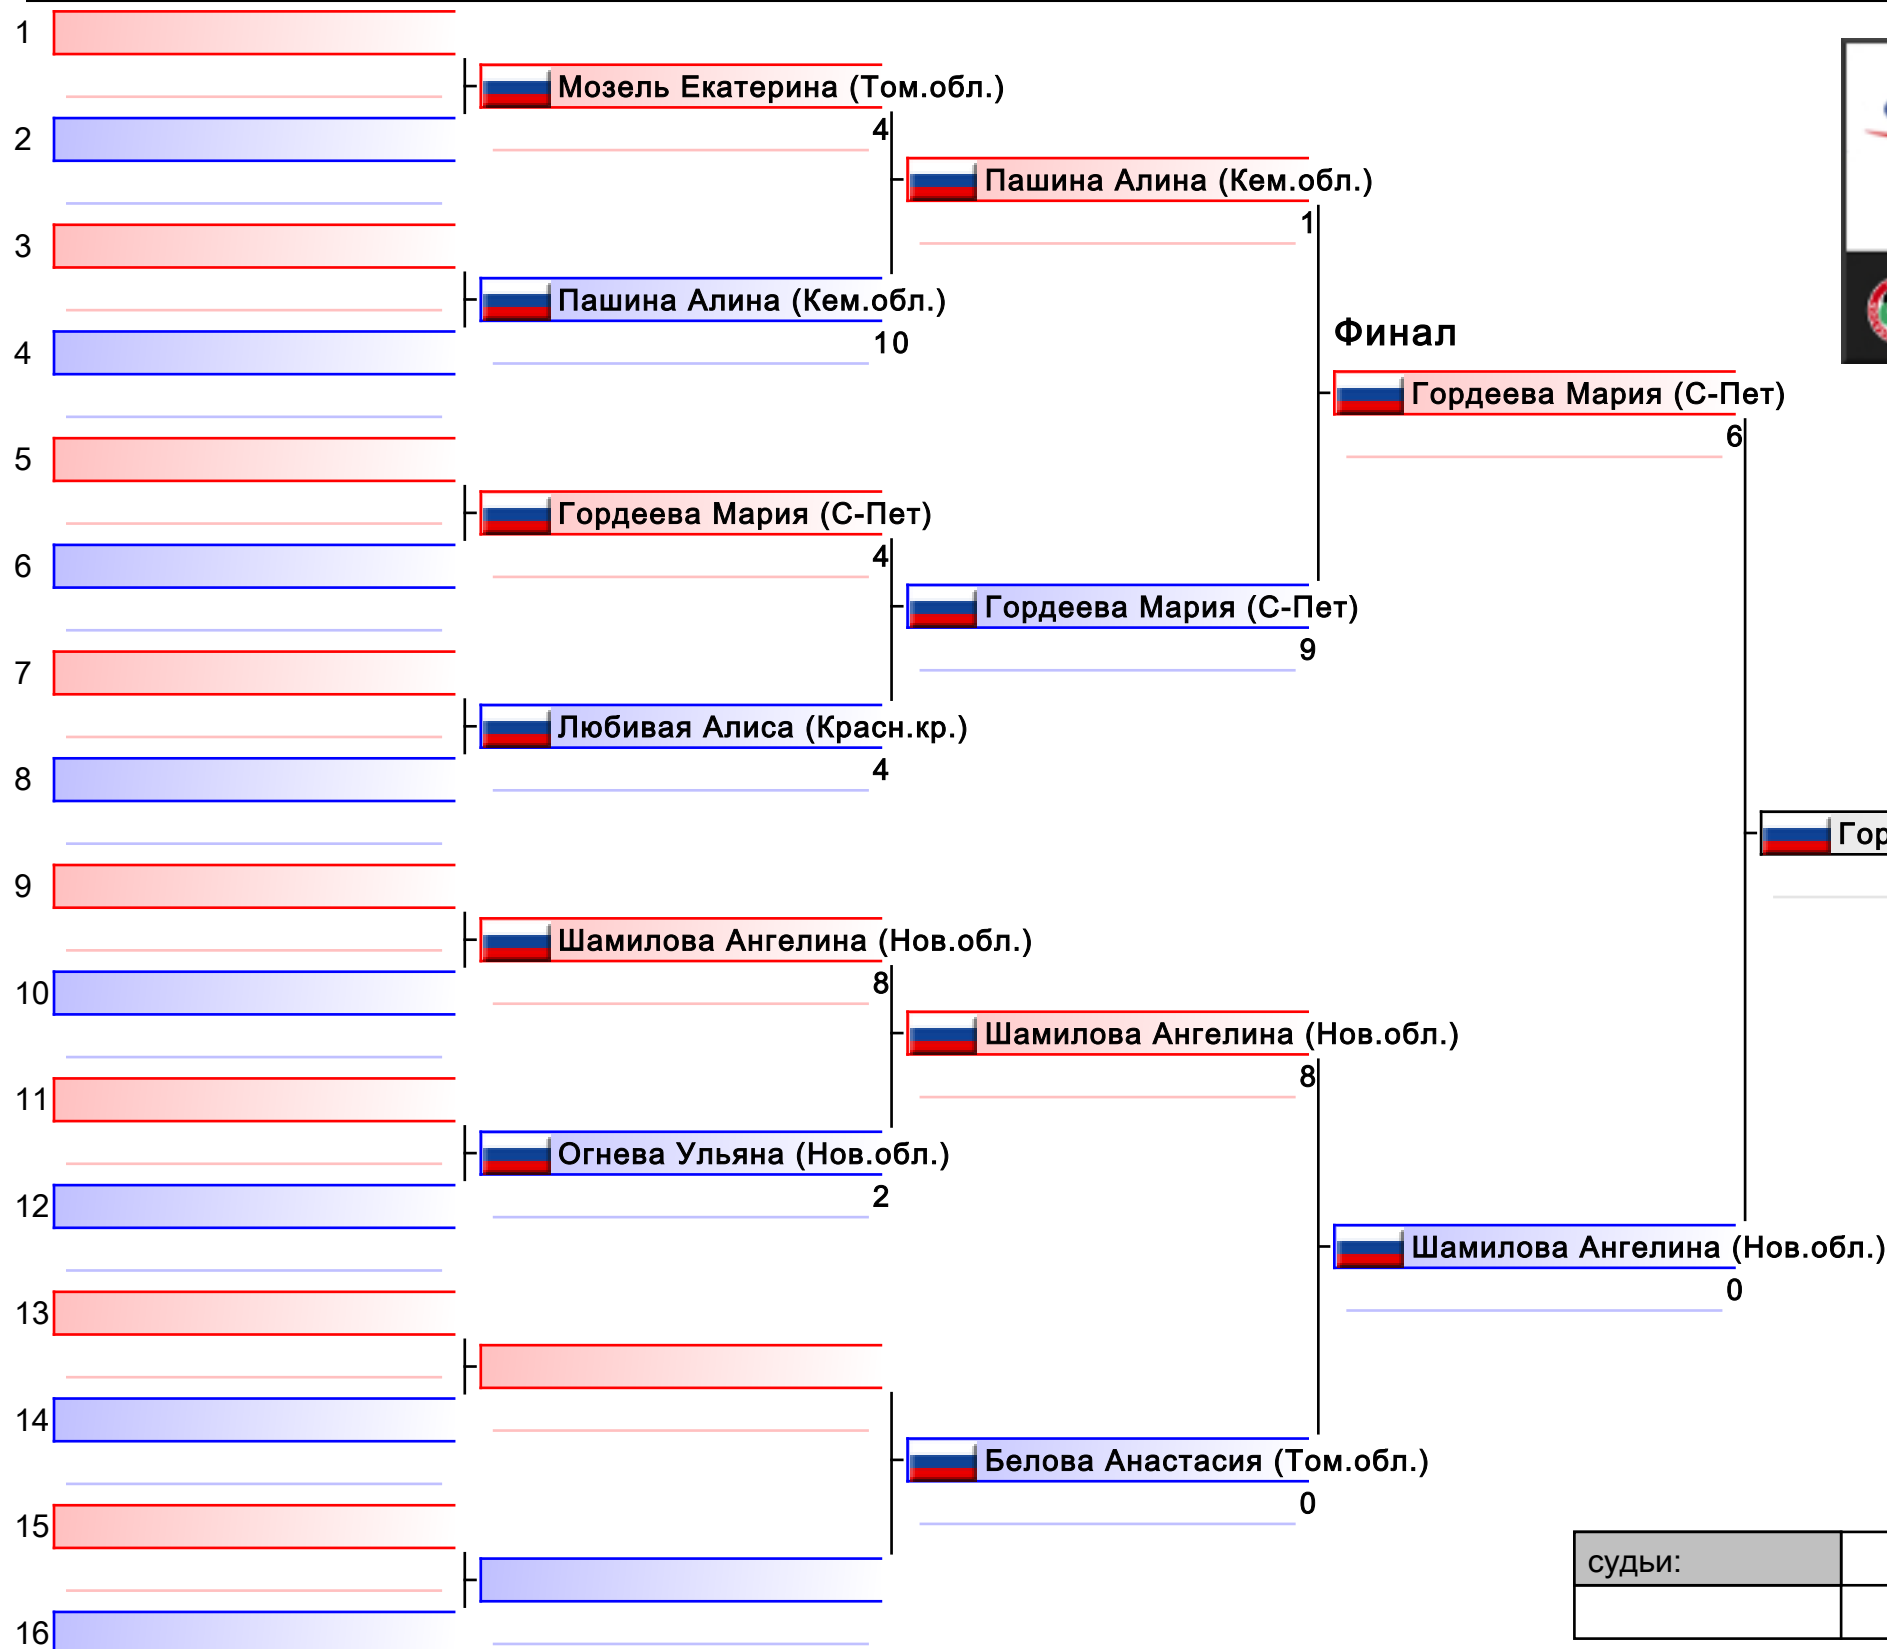 1
Мозель Екатерина (Том.обл.)
4
2
Пашина Алина (Кем.обл.)
1
3
Пашина Алина (Кем.обл.)
10
4
Финал
Гордеева Мария (С-Пет)
6
5
Гордеева Мария (С-Пет)
4
6
Гордеева Мария (С-Пет)
9
7
Любивая Алиса (Красн.кр.)
4
8
Гор
9
Шамилова Ангелина (Нов.обл.)
8
10
Шамилова Ангелина (Нов.обл.)
8
11
Огнева Ульяна (Нов.обл.)
2
12
Шамилова Ангелина (Нов.обл.)
0
13
14
Белова Анастасия (Том.обл.)
0
15
судьи:
16